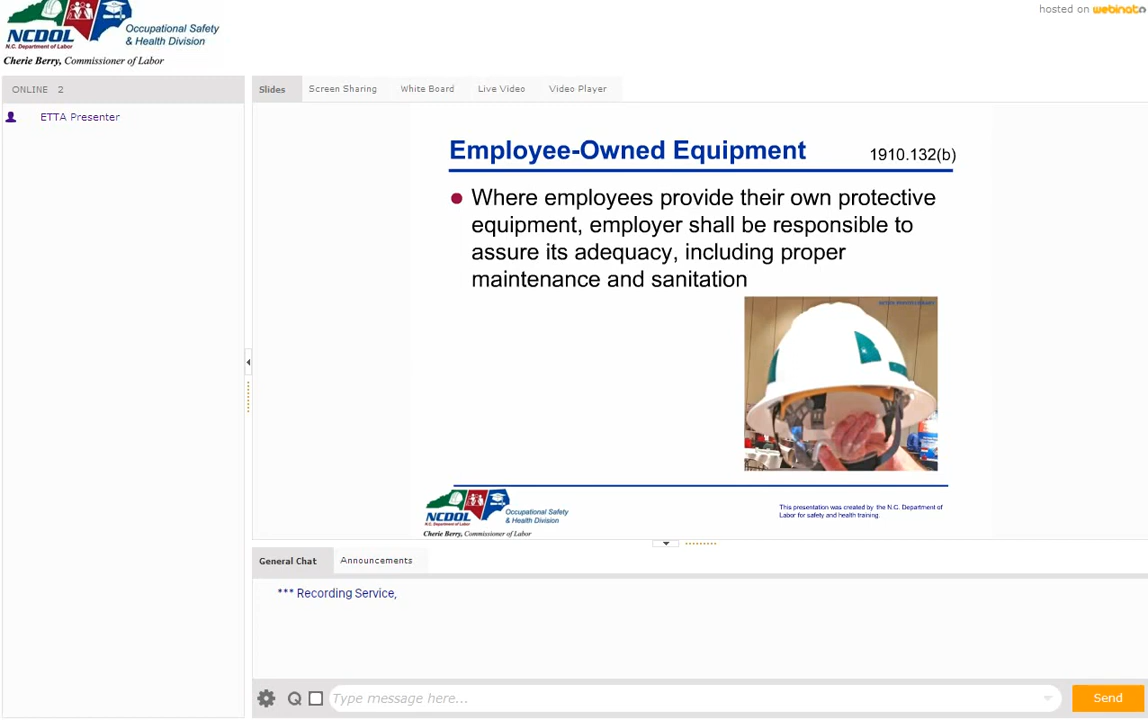 hosted on webinato
NCDOL
N.C. Department of Labor
Occupational Safety
& Health Division
Cherie Berry, Commissioner of Labor
ONLINE 2
ETTA Presenter
Slides Screen Sharing White Board Live Video Video Player
Employee-Owned Equipment 1910.132(b)
Where employees provide their own protective
equipment, employer shall be responsible to
assure its adequacy, including proper
maintenance and sanitation
NCDOL
N.C. Department of Labor
Occupational Safety
& Health Division
Cherie Berry, Commissioner of Labor
This presentation was created by the N.C. Department of
Labor for safety and health training.
General Chat Announcements
*** Recording Service,
Q Type message here... Send